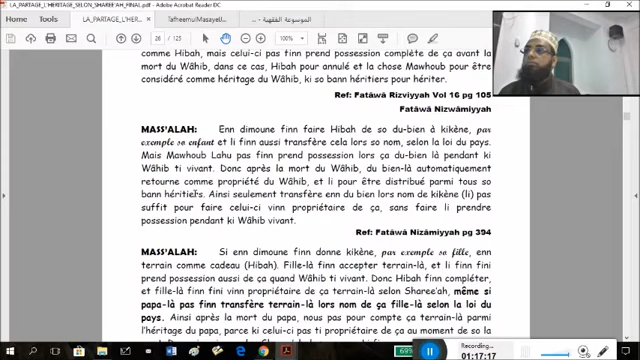 LA_PARTAGE_L'HERITAGE_SELON_SHAREE'AH_FINAL.pdf - Adobe Acrobat Reader DC
Home Tools LA_PARTAGE_L'HER... × TafheemulMasayelU...
26 / 125 100%
comme Hibah, mais celui-ci pas finn prend possession complète de ça avant la
mort du Wâhib, dans ce cas, Hibah pour annulé et la chose Mawhoub pour être
considéré comme héritage du Wâhib, ki so bann héritiers pour hériter.
Ref: Fatâwâ Rizviyyah Vol 16 pg 105
Fatâwâ Nizwâmiyyah
MASS'ALAH: Enn dimoune finn faire Hibah de so du-bien à kikène, par
exemple so enfant et li finn aussi transfère cela lors so nom, selon la loi du pays.
Mais Mawhoub Lahu pas finn prend possession lors ça du-bien là pendant ki
Wâhib ti vivant. Donc après la mort du Wâhib, du bien-là automatiquement
retourne comme propriété du Wâhib, et li pour être distribué parmi tous so
bann héritiers. Ainsi seulement transfère enn du bien lors nom de kikène (li) pas
suffit pour faire celui-ci vinn propriétaire de ça, sans faire li prendre
possession pendant ki Wahib vivant.
Ref: Fatâwâ Nizâmiyyah pg 394
MASS'ALAH: Si enn dimoune finn donne kikène, par exemple so fille, enn
terrain comme cadeau (Hibah). Fille-là finn accepter terrain-là, et li finn fini
prend possession aussi de ça quand Wâhib ti vivant. Donc Hibah finn compléter,
et fille-là finn fini vinn propriétaire de ça terrain-là selon Sharee'ah, même si
papa-là pas finn transfère terrain-là lors nom de ça fille-là selon la loi du
pays. Ainsi après la mort du papa, nous pas pour compte ça terrain-là parmi
l'héritage du papa, parce ki celui-ci pas ti propriétaire de ça au moment de so la
69%
Recording...
1:17:17